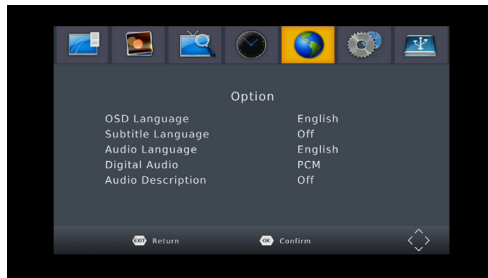 Option
OSD Language English
Subtitle Language Off
Audio Language English
Digital Audio PCM
Audio Description Off
EXIT Return OK Confirm